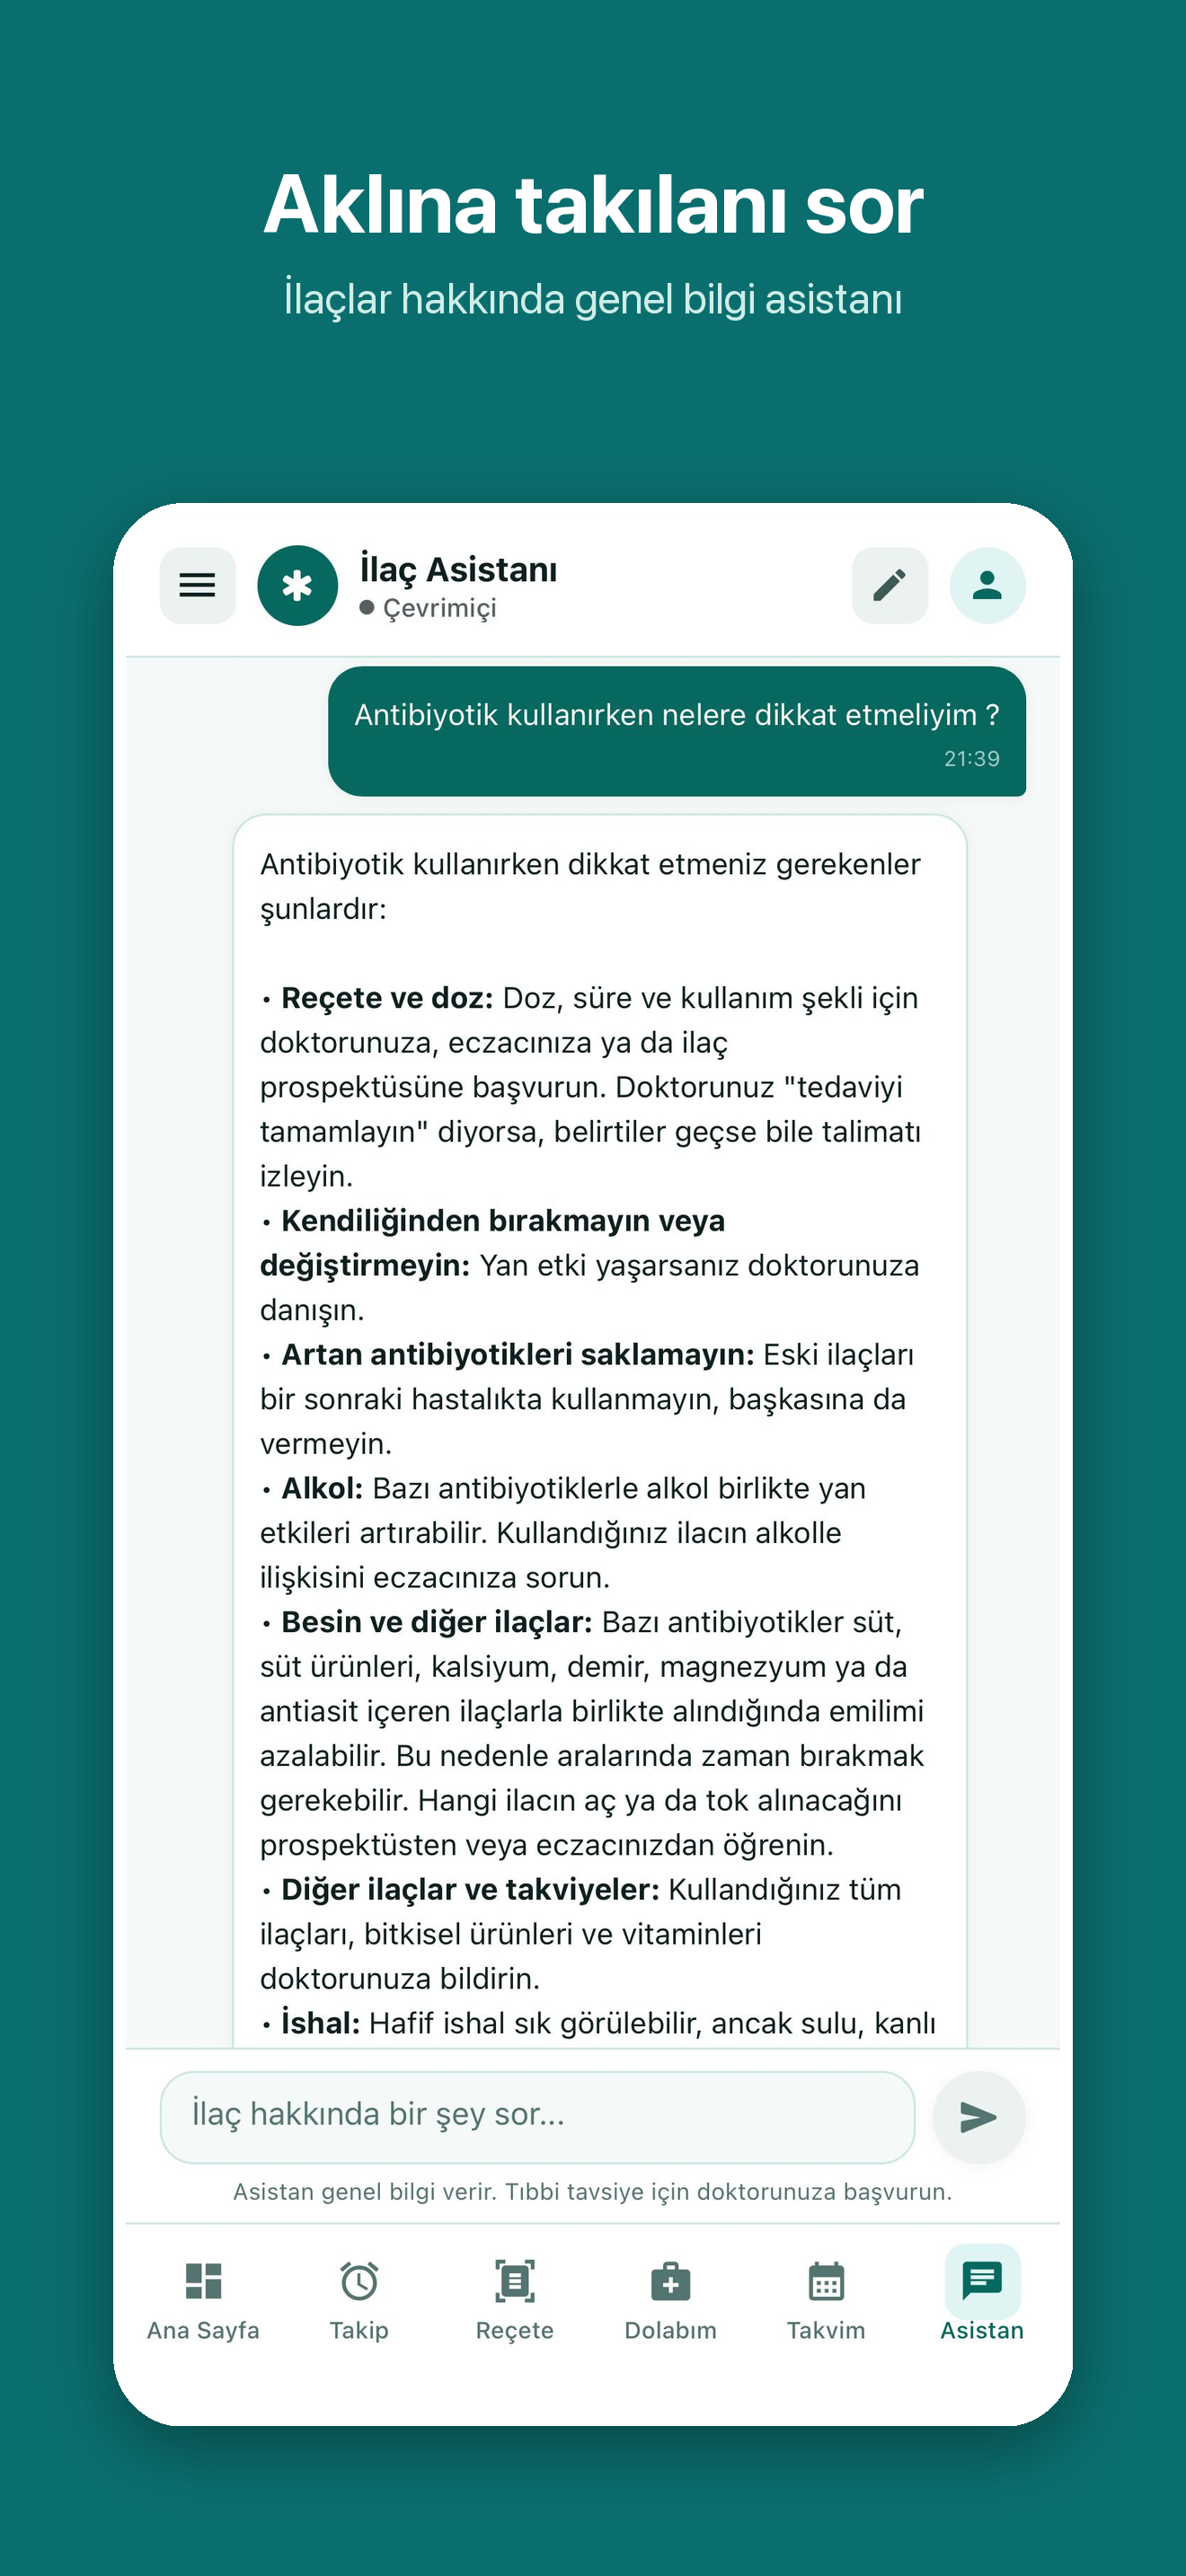 Aklına takılanı sor
İlaçlar hakkında genel bilgi asistanı
İlaç Asistanı
Çevrimiçi
Antibiyotik kullanırken nelere dikkat etmeliyim ?
21:39
Antibiyotik kullanırken dikkat etmeniz gerekenler
şunlardır:
• Reçete ve doz: Doz, süre ve kullanım şekli için
doktorunuza, eczacınıza ya da ilaç
prospektüsüne başvurun. Doktorunuz "tedaviyi
tamamlayın" diyorsa, belirtiler geçse bile talimatı
izleyin.
• Kendiliğinden bırakmayın veya
değiştirmeyin: Yan etki yaşarsanız doktorunuza
danışın.
• Artan antibiyotikleri saklamayın: Eski ilaçları
bir sonraki hastalıkta kullanmayın, başkasına da
vermeyin.
• Alkol: Bazı antibiyotiklerle alkol birlikte yan
etkileri artırabilir. Kullandığınız ilacın alkolle
ilişkisini eczacınıza sorun.
• Besin ve diğer ilaçlar: Bazı antibiyotikler süt,
süt ürünleri, kalsiyum, demir, magnezyum ya da
antiasit içeren ilaçlarla birlikte alındığında emilimi
azalabilir. Bu nedenle aralarında zaman bırakmak
gerekebilir. Hangi ilacın aç ya da tok alınacağını
prospektüsten veya eczacınızdan öğrenin.
• Diğer ilaçlar ve takviyeler: Kullandığınız tüm
ilaçları, bitkisel ürünleri ve vitaminleri
doktorunuza bildirin.
• İshal: Hafif ishal sık görülebilir, ancak sulu, kanlı
İlaç hakkında bir şey sor...
Asistan genel bilgi verir. Tıbbi tavsiye için doktorunuza başvurun.
Ana Sayfa Takip Reçete Dolabım Takvim Asistan